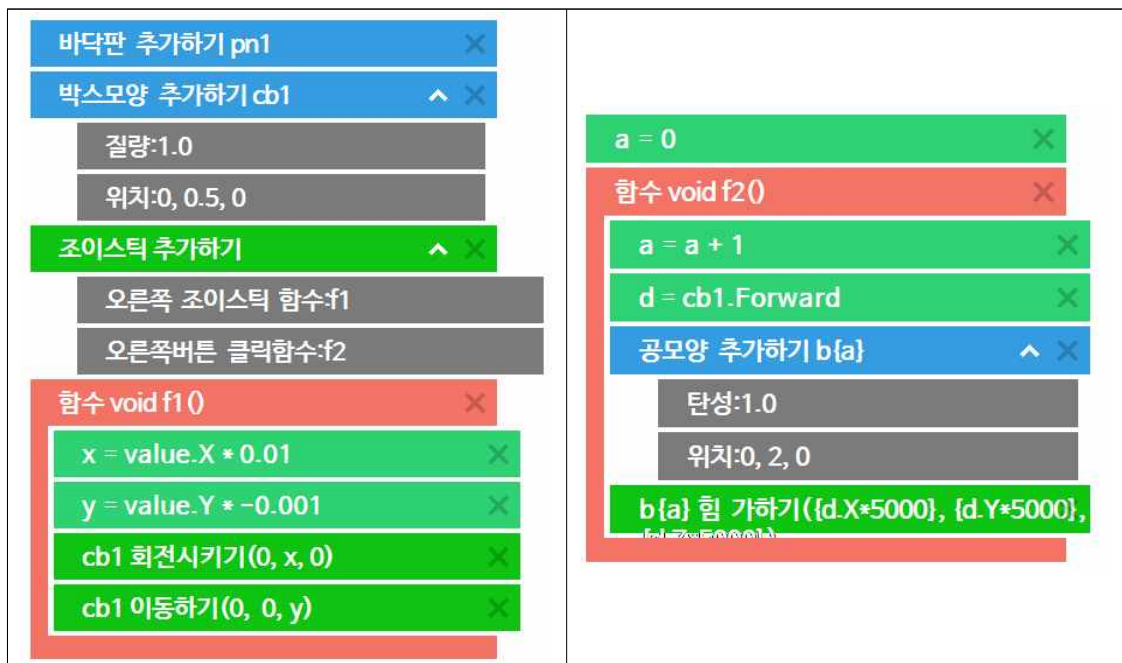 바닥판 추가하기 pn1
박스모양 추가하기 cb1
질량:1.0
위치:0, 0.5, 0
조이스틱 추가하기
오른쪽 조이스틱 함수:f1
오른쪽버튼 클릭함수:f2
함수 void f1()
x = value.X * 0.01
y = value.Y * -0.001
cb1 회전시키기(0, x, 0)
cb1 이동하기(0, 0, y)
a = 0
함수 void f2()
a = a + 1
d = cb1.Forward
공모양 추가하기 b{a}
탄성:1.0
위치:0, 2, 0
b{a} 힘 가하기({d.X*5000}, {d.Y*5000},